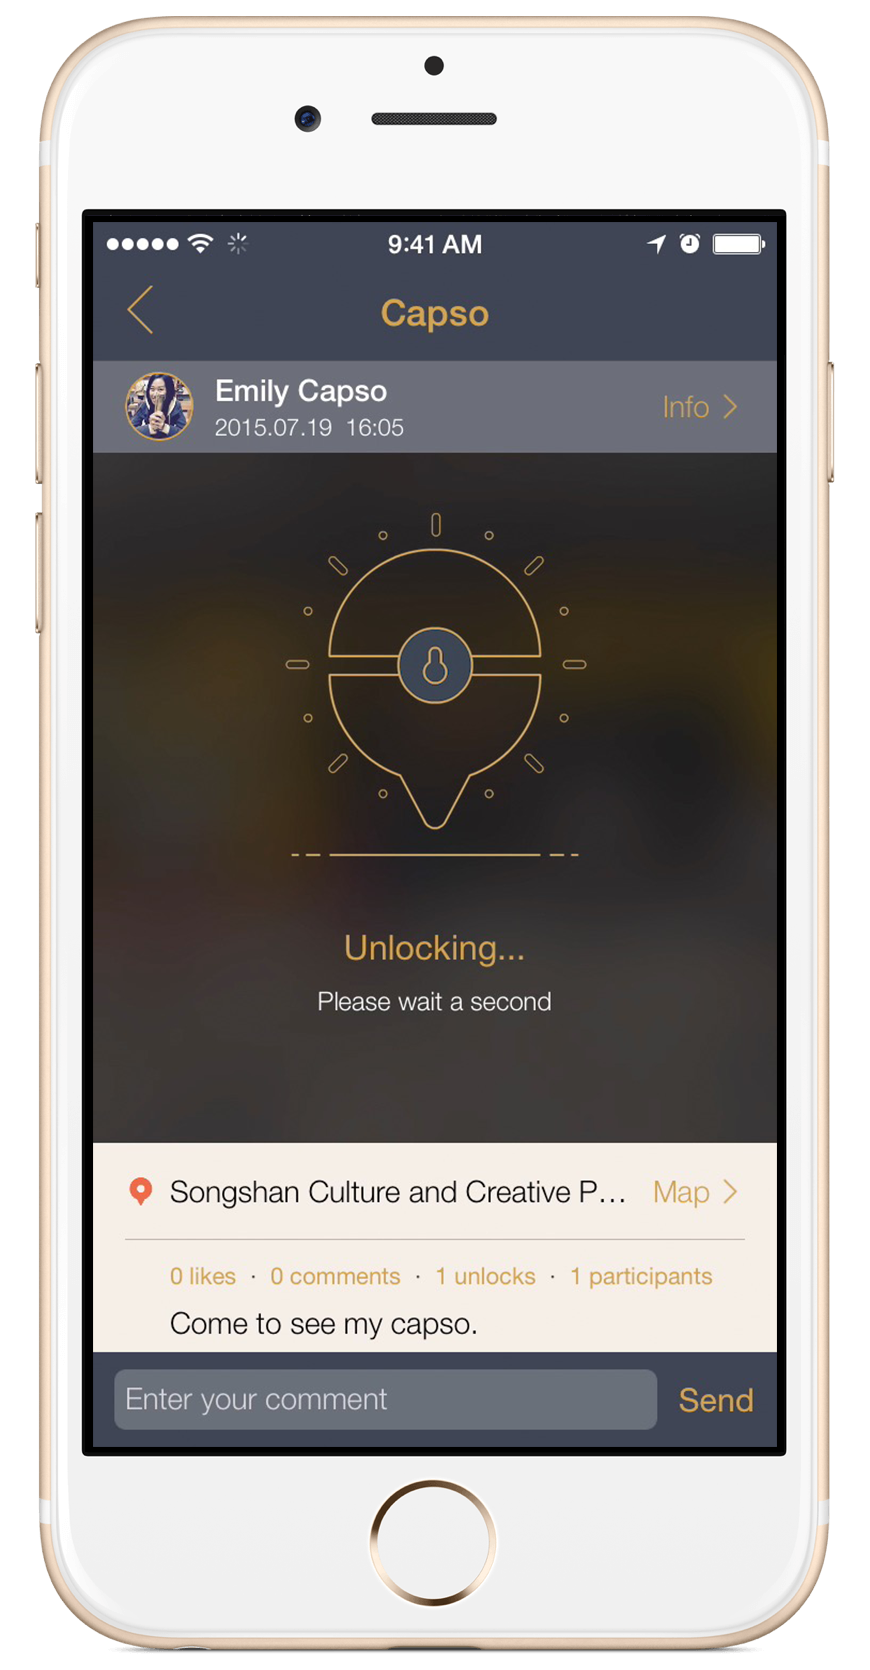 9:41 AM
Capso
Emily Capso
2015.07.19 16:05
Info
Unlocking...
Please wait a second
Songshan Culture and Creative P...
Map
0 likes · 0 comments · 1 unlocks · 1 participants
Come to see my capso.
Enter your comment
Send